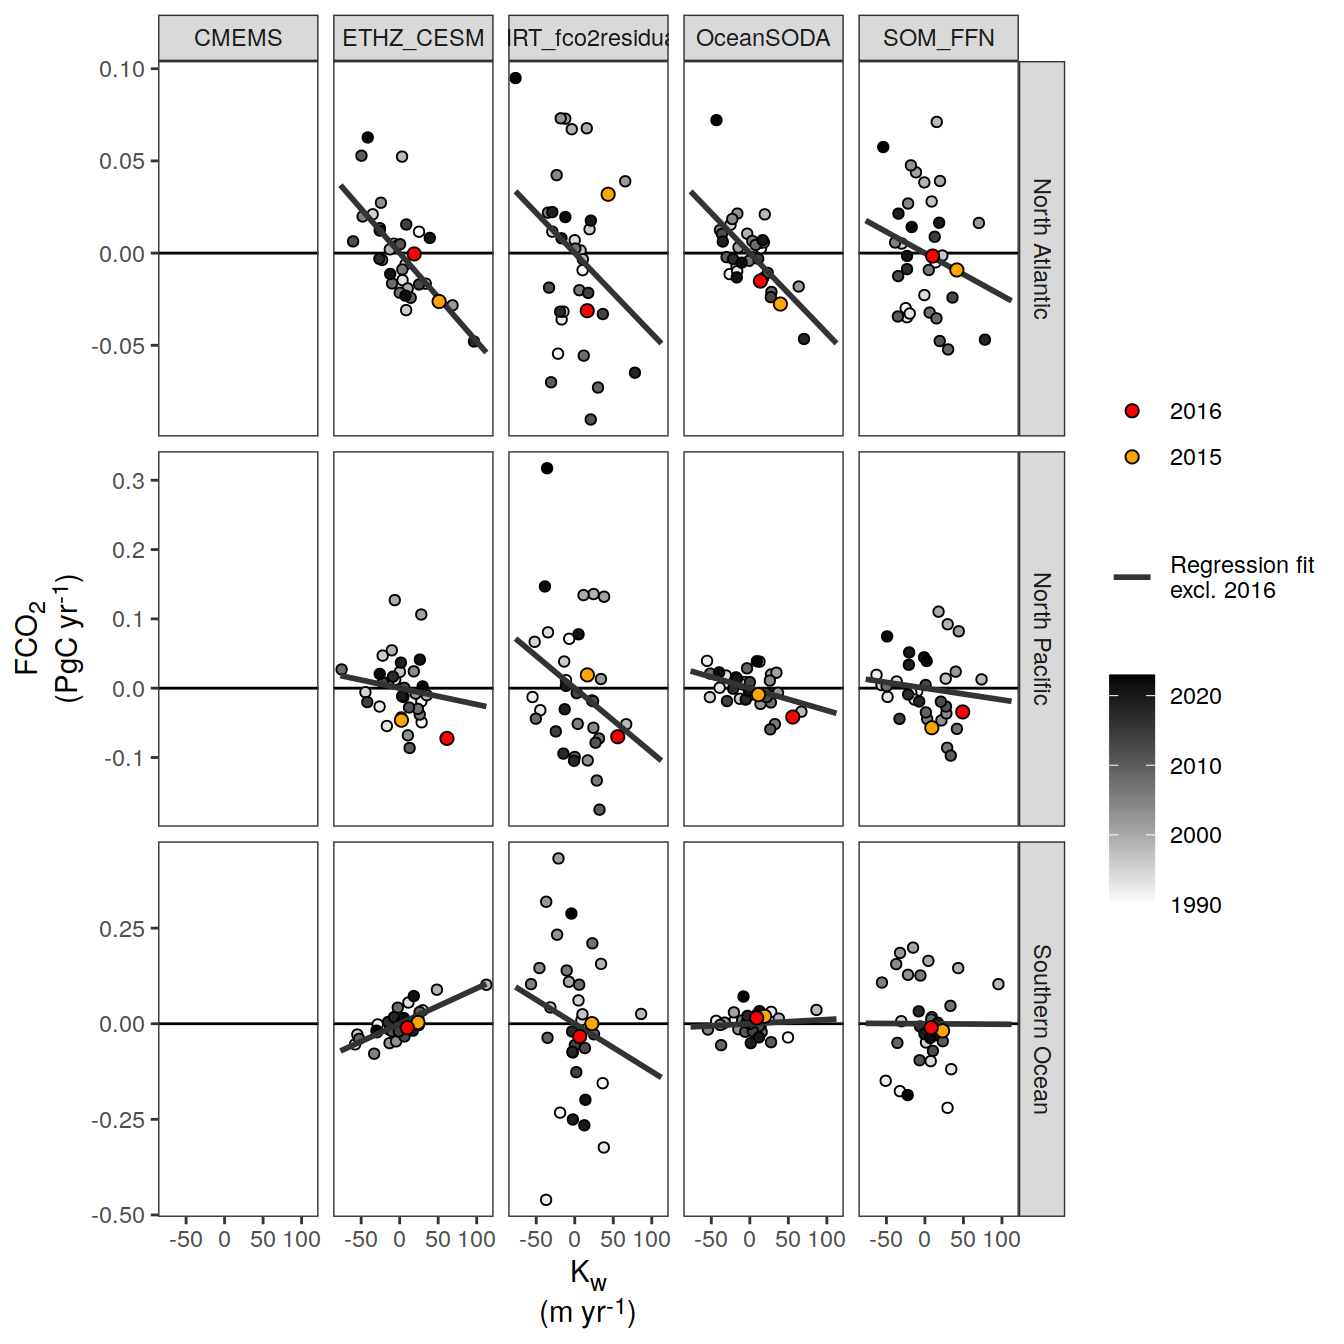 CMEMS ETHZ_CESM IRT_fco2residua OceanSODA SOM_FFN
0.10
0.05
0.00
-0.05
North Atlantic
0.3
0.2
0.1
0.0
-0.1
North Pacific
0.25
0.00
-0.25
-0.50
Southern Ocean
-50 0 50 100 -50 0 50 100 -50 0 50 100 -50 0 50 100 -50 0 50 100
FCO2
(PgC yr-1)
Kw
(m yr-1)
2016
2015
Regression fit
excl. 2016
2020
2010
2000
1990